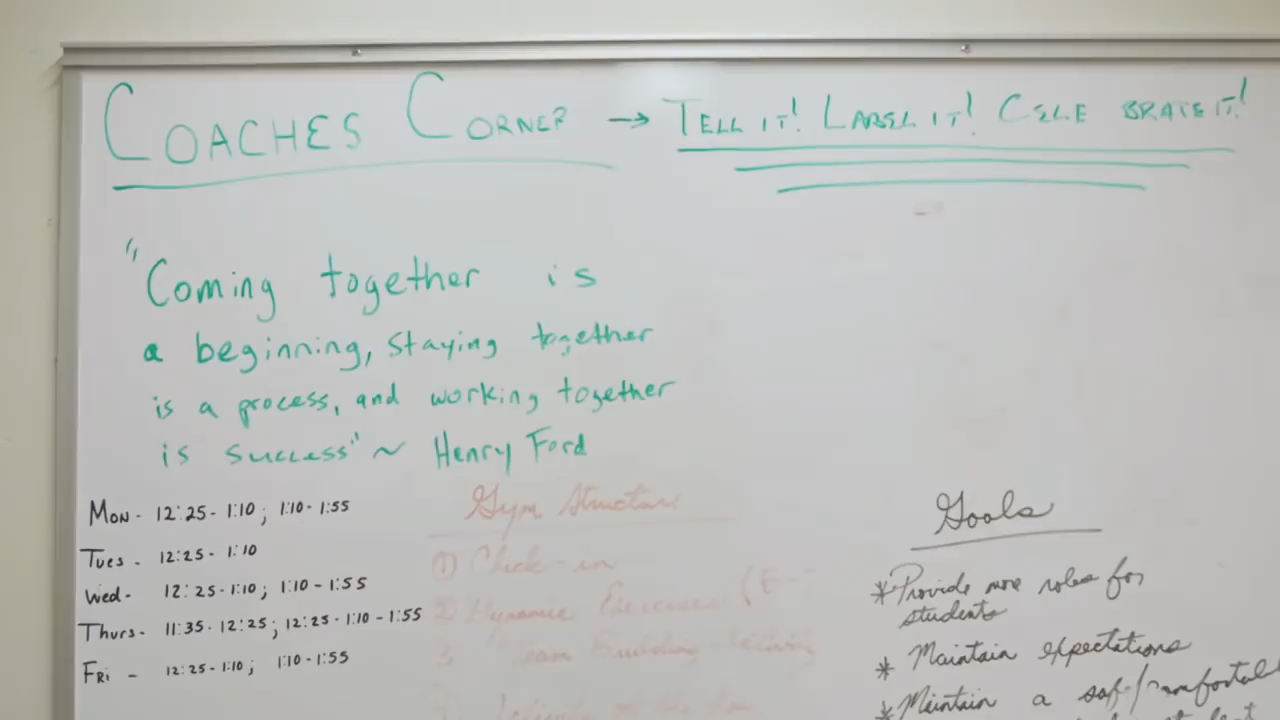 COACHES CORNER → TELL IT! LABEL IT! CELE BRATE IT!
"Coming together is
a beginning, staying together
is a process, and working together
is success" ~ Henry Ford
Mon - 12:25 - 1:10 ; 1:10 - 1:55
Tues - 12:25 - 1:10
Wed - 12:25 - 1:10 ; 1:10 - 1:55
Thurs - 11:35 - 12:25 ; 12:25 - 1:10 - 1:55
FRi - 12:25 - 1:10 ; 1:10 - 1:55
Gym Structure
① Check-in
② Dynamic
3 Team Building
Goals
* Provide more roles for
students
* Maintain expectations
* Maintain a safe/comfortabl